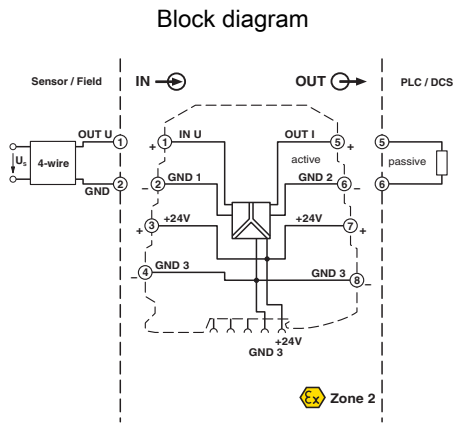 Block diagram
Sensor / Field
IN
OUT
PLC / DCS
OUT U
1
+
1
IN U
OUT I
5
+
5
Us
4-wire
active
passive
2
GND
–
2
GND 1
GND 2
6
–
6
+
3
+24V
+24V
7
+
–
4
GND 3
GND 3
8
–
+24V
GND 3
Ex Zone 2